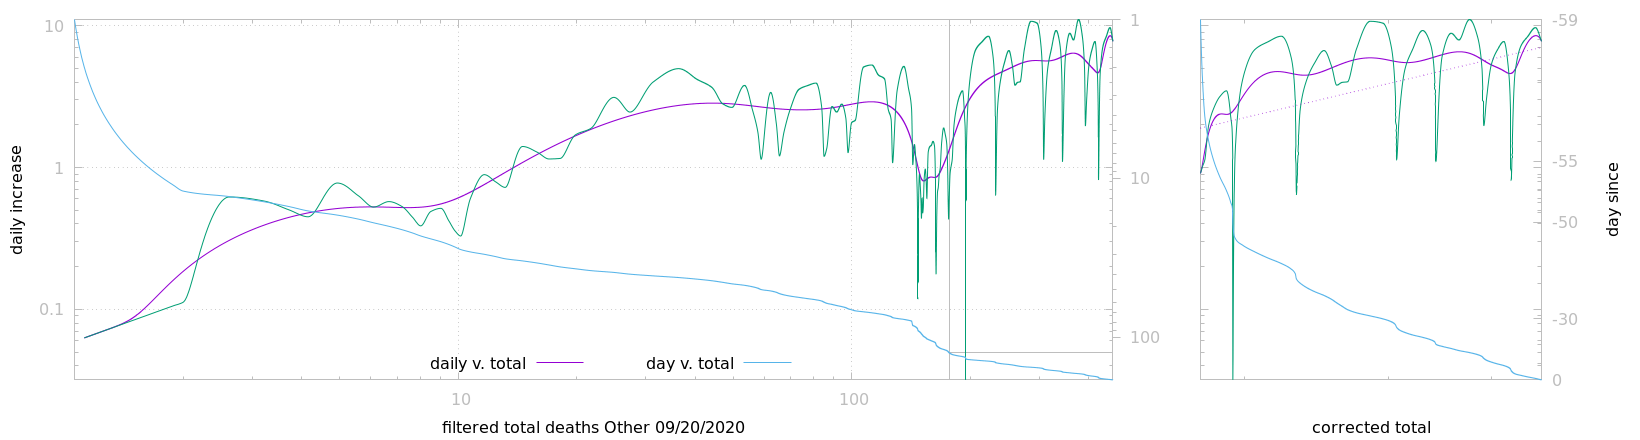 10
1
0.1
daily increase
daily v. total
day v. total
10
100
filtered total deaths Other 09/20/2020
1
10
100
-59
-55
-50
-30
0
day since
corrected total